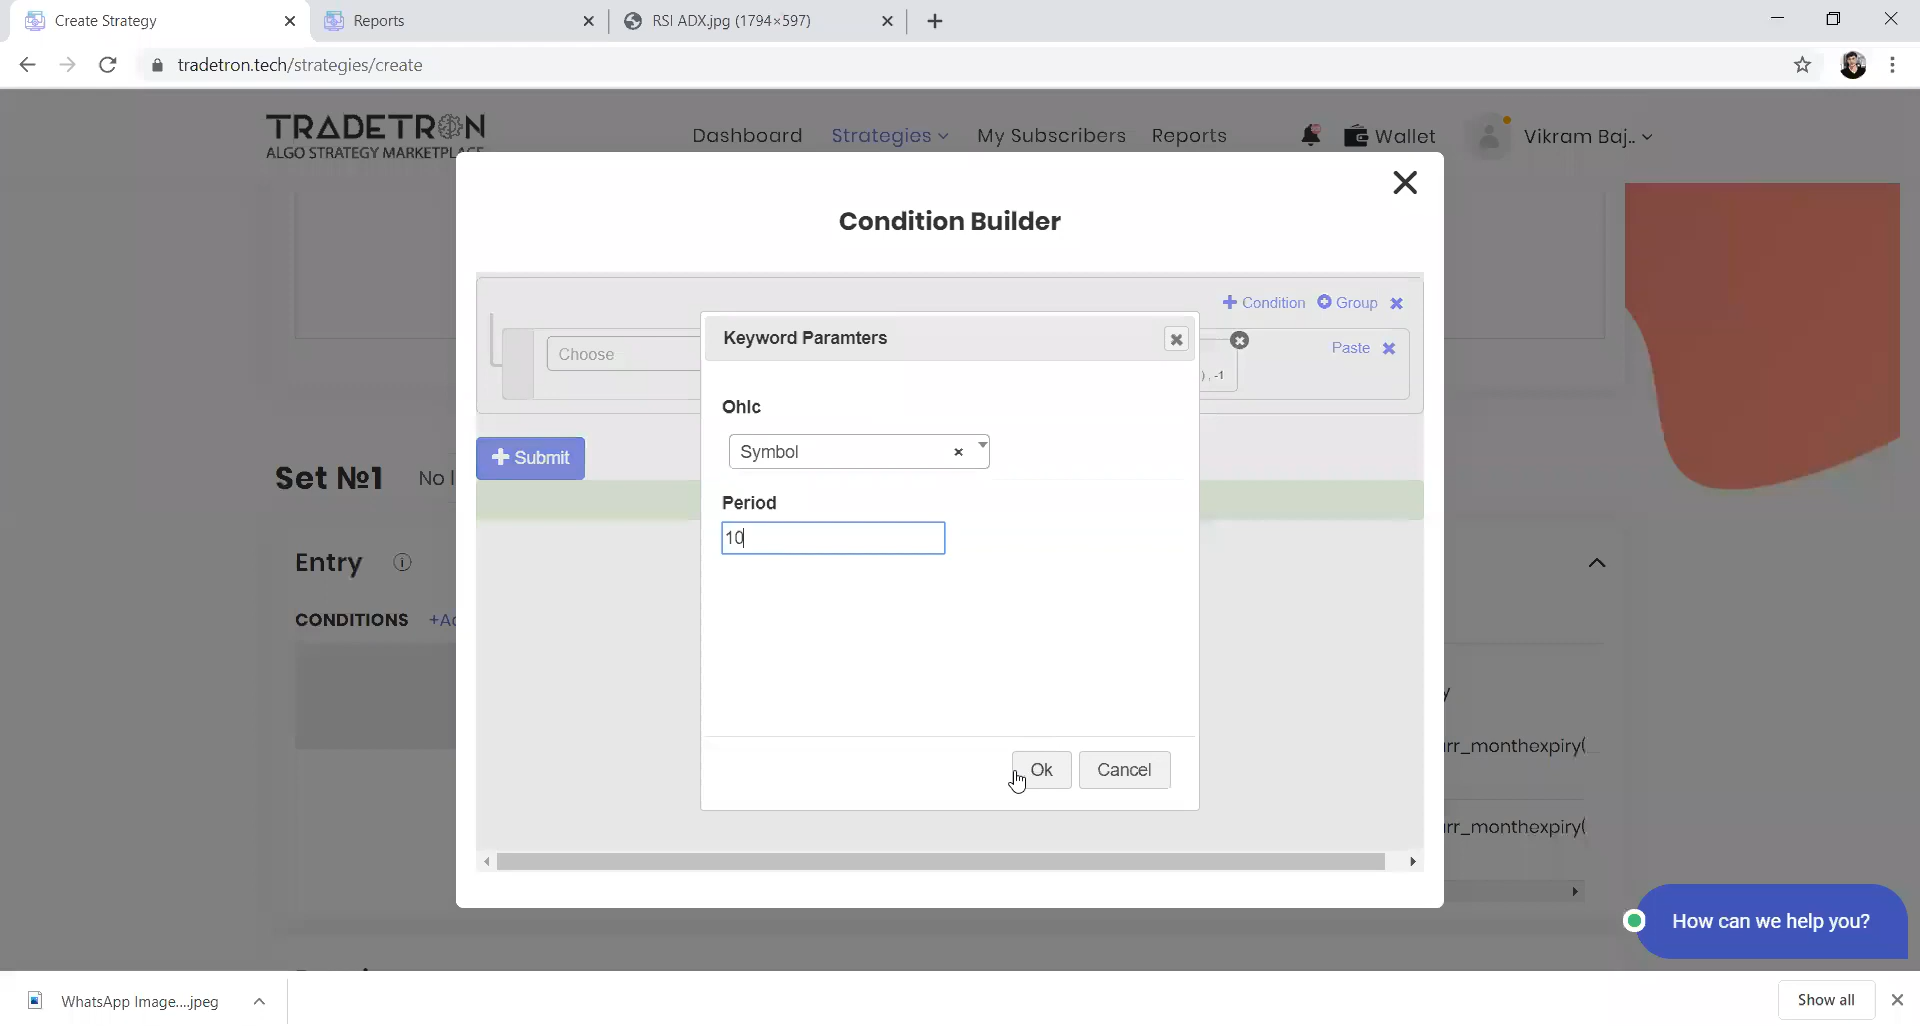 Create Strategy
Reports
RSI ADX.jpg (1794×597)
tradetron.tech/strategies/create
TRADETRON
ALGO STRATEGY MARKETPLACE
Dashboard
Strategies
My Subscribers
Reports
Wallet
Vikram Baj..
Condition Builder
+ Condition
Group
Choose
Keyword Paramters
Paste
) , -1
Ohlc
Symbol
+ Submit
Set №1
No l
Period
10
Entry
CONDITIONS
+Ad
y
rr_monthexpiry(
rr_monthexpiry(
Ok
Cancel
How can we help you?
WhatsApp Image....jpeg
Show all